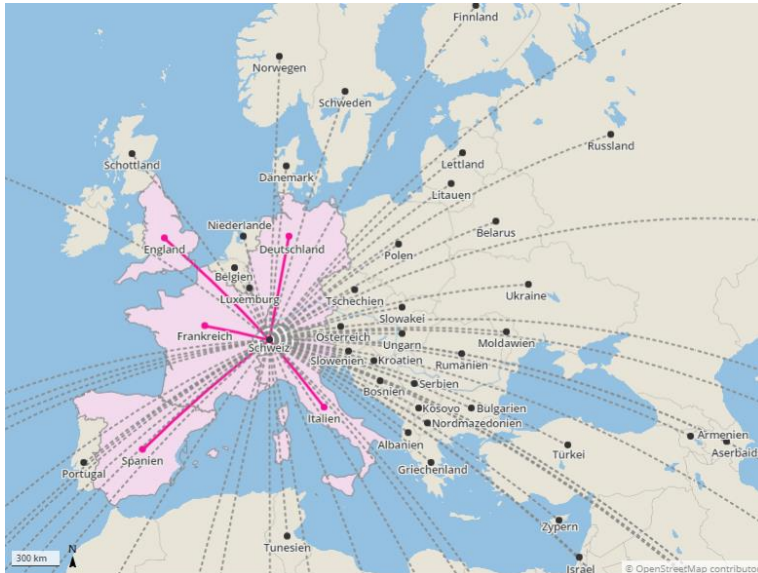 Finnland
Norwegen
Schweden
Russland
Schottland
Lettland
Dänemark
Litauen
Niederlande
England
Deutschland
Belarus
Polen
Belgien
Luxemburg
Tschechien
Ukraine
Slowakei
Frankreich
Österreich
Schweiz
Ungarn
Moldawien
Slowenien
Kroatien
Rumänien
Bosnien
Serbien
Italien
Kosovo
Bulgarien
Nordmazedonien
Albanien
Armenien
Aserbaid
Spanien
Portugal
Griechenland
Türkei
Zypern
Tunesien
Israel
300 km
N
© OpenStreetMap contributo